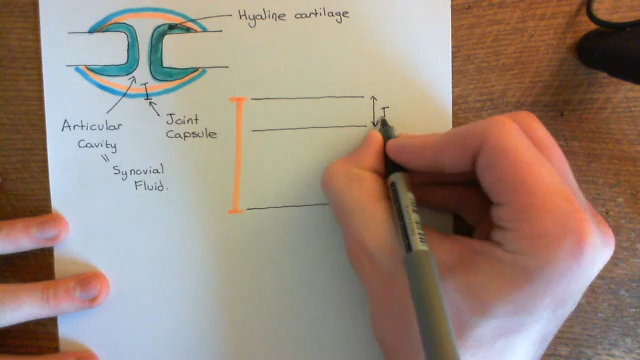 Hyaline cartilage
Articular
Cavity
Synovial
Fluid.
Joint
Capsule
I